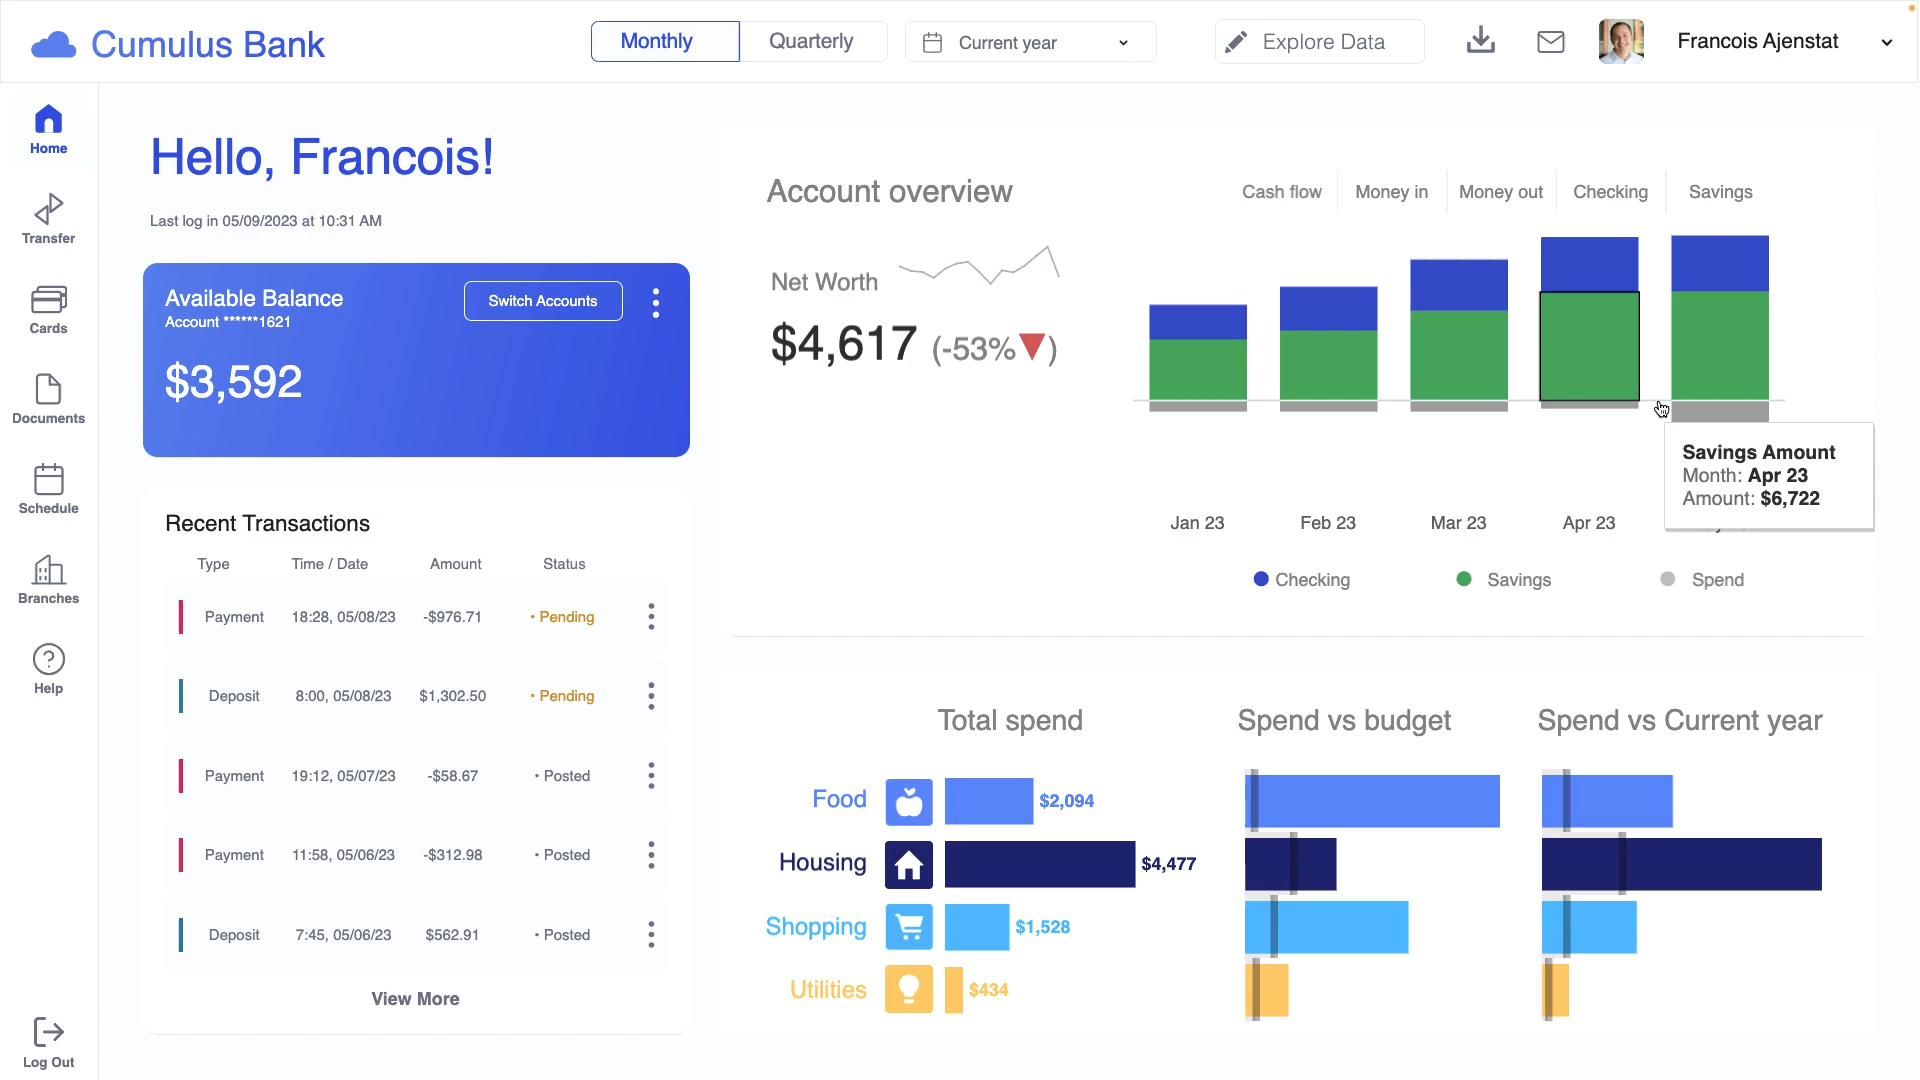 Cumulus Bank
Monthly
Quarterly
Current year
Explore Data
Francois Ajenstat
Home
Transfer
Cards
Documents
Schedule
Branches
Help
Log Out
Hello, Francois!
Last log in 05/09/2023 at 10:31 AM
Available Balance
Account ******1621
Switch Accounts
$3,592
Recent Transactions
Type Time / Date Amount Status
Payment 18:28, 05/08/23 -$976.71 • Pending
Deposit 8:00, 05/08/23 $1,302.50 • Pending
Payment 19:12, 05/07/23 -$58.67 • Posted
Payment 11:58, 05/06/23 -$312.98 • Posted
Deposit 7:45, 05/06/23 $562.91 • Posted
View More
Account overview
Cash flow Money in Money out Checking Savings
Net Worth
$4,617 (-53%▼)
Savings Amount
Month: Apr 23
Amount: $6,722
Jan 23 Feb 23 Mar 23 Apr 23
Checking Savings Spend
Total spend Spend vs budget Spend vs Current year
Food $2,094
Housing $4,477
Shopping $1,528
Utilities $434